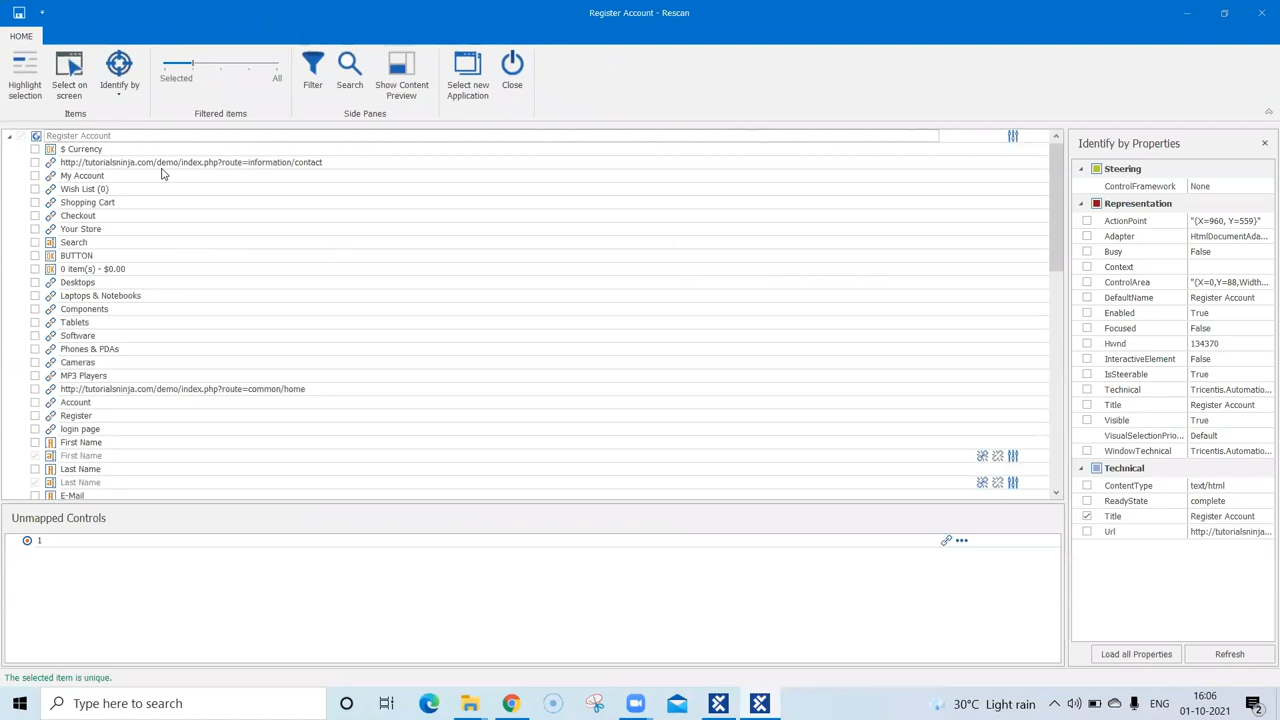 Register Account - Rescan
HOME
Highlight selection
Select on screen
Identify by
Items
Selected
All
Filtered items
Filter
Search
Show Content Preview
Side Panes
Select new Application
Close
Register Account
$ Currency
http://tutorialsninja.com/demo/index.php?route=information/contact
My Account
Wish List (0)
Shopping Cart
Checkout
Your Store
Search
BUTTON
0 item(s) - $0.00
Desktops
Laptops & Notebooks
Components
Tablets
Software
Phones & PDAs
Cameras
MP3 Players
http://tutorialsninja.com/demo/index.php?route=common/home
Account
Register
login page
First Name
First Name
Last Name
Last Name
E-Mail
Identify by Properties
Steering
ControlFramework None
Representation
ActionPoint "{X=960, Y=559}"
Adapter HtmlDocumentAda...
Busy False
Context
ControlArea "{X=0,Y=88,Width...
DefaultName Register Account
Enabled True
Focused False
Hwnd 134370
InteractiveElement False
IsSteerable True
Technical Tricentis.Automatio...
Title Register Account
Visible True
VisualSelectionPrio... Default
WindowTechnical Tricentis.Automatio...
Technical
ContentType text/html
ReadyState complete
Title Register Account
Url http://tutorialsninja...
Load all Properties
Refresh
Unmapped Controls
1
The selected item is unique.
Type here to search
30°C Light rain
ENG
16:06
01-10-2021
2